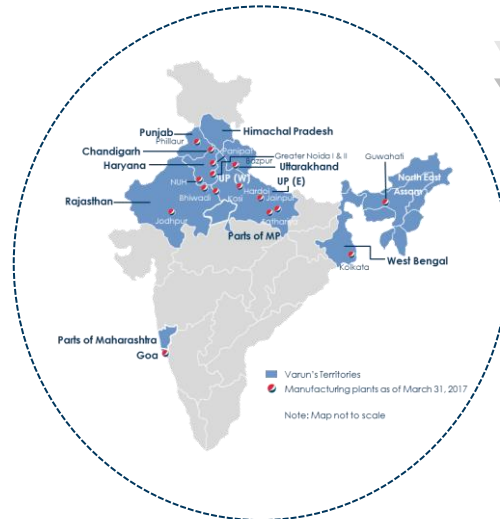 Punjab
Himachal Pradesh
Phillaur
Chandigarh
Panipat
Greater Noida I & II
Haryana
Bazpur
Uttarakhand
Guwahati
NUH
UP (W)
UP (E)
North East
Hardoi
Assam
Rajasthan
Bhiwadi
Kosi
Jainpur
Jodhpur
Sathariya
Parts of MP
West Bengal
Kolkata
Parts of Maharashtra
Goa
Varun's Territories
Manufacturing plants as of March 31, 2017
Note: Map not to scale